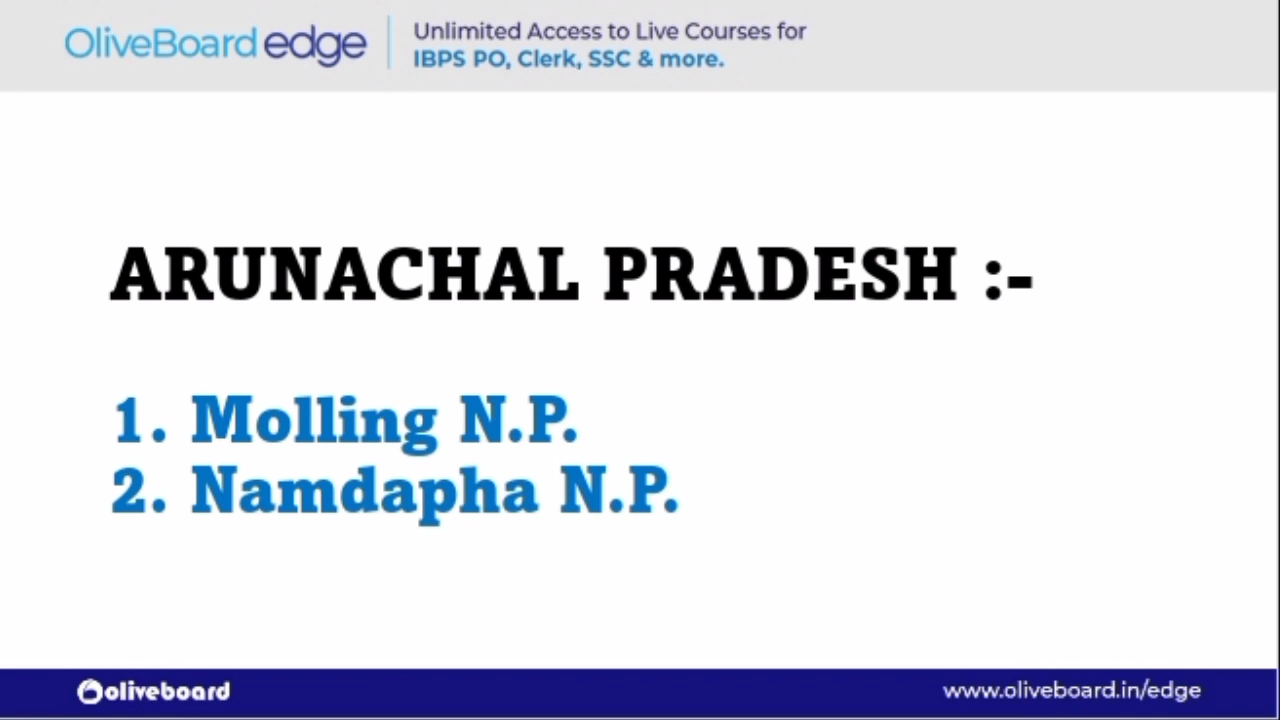 OliveBoard edge
Unlimited Access to Live Courses for
IBPS PO, Clerk, SSC & more.
ARUNACHAL PRADESH :-
1. Molling N.P.
2. Namdapha N.P.
oliveboard
www.oliveboard.in/edge